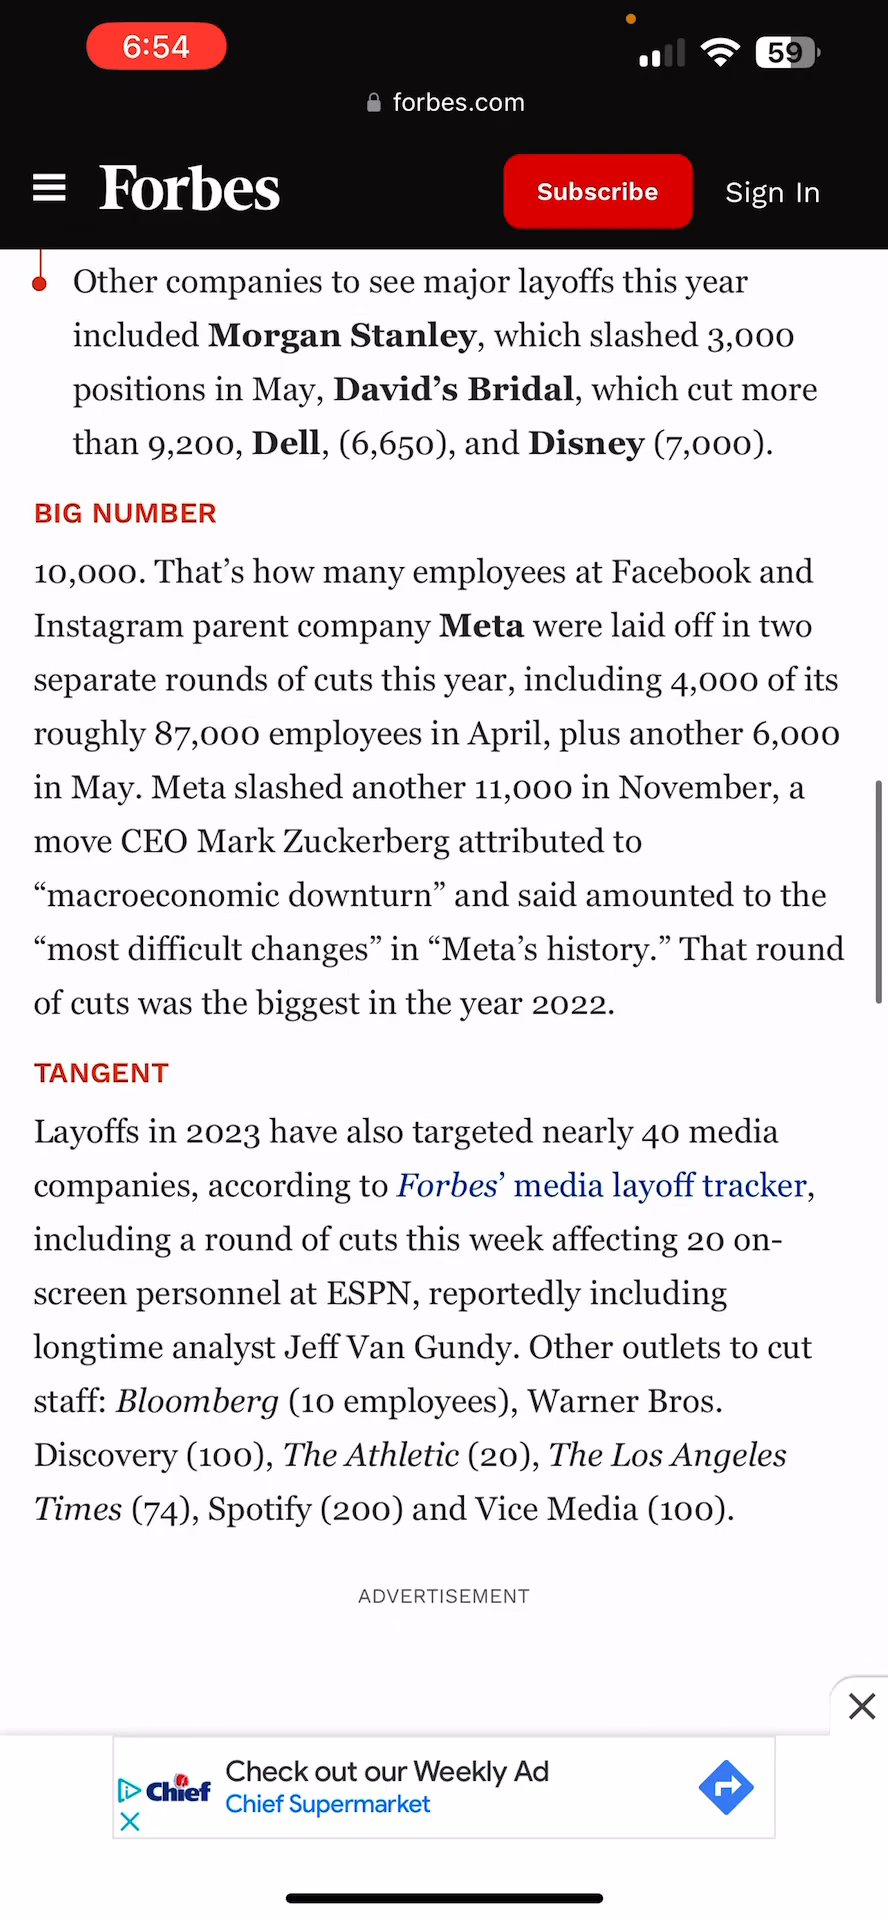 6:54
59
forbes.com
Forbes
Subscribe
Sign In
Other companies to see major layoffs this year
included Morgan Stanley, which slashed 3,000
positions in May, David’s Bridal, which cut more
than 9,200, Dell, (6,650), and Disney (7,000).
BIG NUMBER
10,000. That’s how many employees at Facebook and
Instagram parent company Meta were laid off in two
separate rounds of cuts this year, including 4,000 of its
roughly 87,000 employees in April, plus another 6,000
in May. Meta slashed another 11,000 in November, a
move CEO Mark Zuckerberg attributed to
“macroeconomic downturn” and said amounted to the
“most difficult changes” in “Meta’s history.” That round
of cuts was the biggest in the year 2022.
TANGENT
Layoffs in 2023 have also targeted nearly 40 media
companies, according to Forbes’ media layoff tracker,
including a round of cuts this week affecting 20 on-
screen personnel at ESPN, reportedly including
longtime analyst Jeff Van Gundy. Other outlets to cut
staff: Bloomberg (10 employees), Warner Bros.
Discovery (100), The Athletic (20), The Los Angeles
Times (74), Spotify (200) and Vice Media (100).
ADVERTISEMENT
Chief
Check out our Weekly Ad
Chief Supermarket